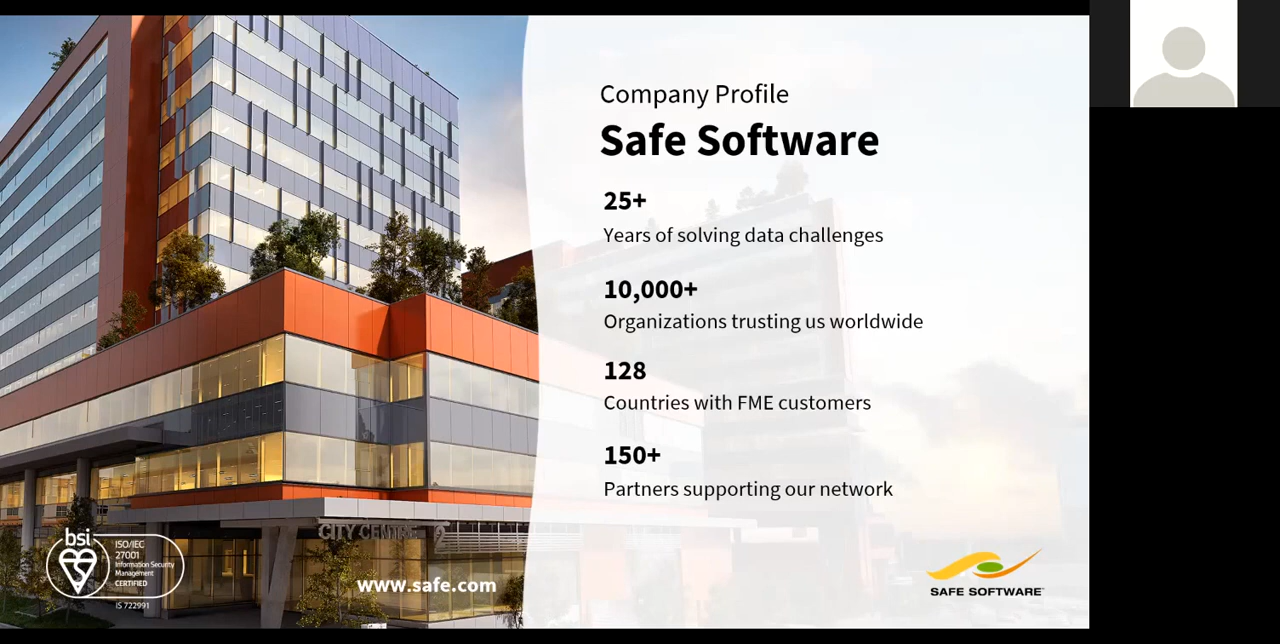 Company Profile
Safe Software
25+
Years of solving data challenges
10,000+
Organizations trusting us worldwide
128
Countries with FME customers
150+
Partners supporting our network
CITY CENTRE 2
bsi
ISO/IEC
27001
Information Security
Management
CERTIFIED
IS 722991
www.safe.com
SAFE SOFTWARE™